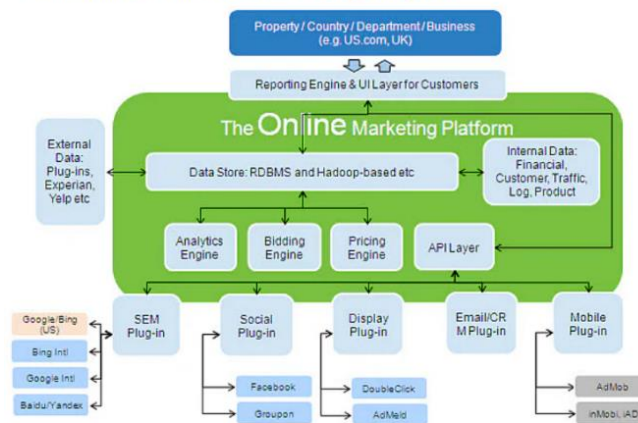 Property / Country / Department / Business
(e.g. US.com, UK)
Reporting Engine & UI Layer for Customers
The Online Marketing Platform
External
Data:
Plug-ins,
Experian,
Yelp etc
Data Store: RDBMS and Hadoop-based etc
Internal Data:
Financial,
Customer, Traffic,
Log, Product
Analytics
Engine
Bidding
Engine
Pricing
Engine
API Layer
SEM
Plug-in
Social
Plug-in
Display
Plug-in
Email/CR
M Plug-in
Mobile
Plug-in
Google/Bing
(US)
Bing Intl
Google Intl
Baidu/Yandex
Facebook
Groupon
DoubleClick
AdMeld
AdMob
inMobi, iAD